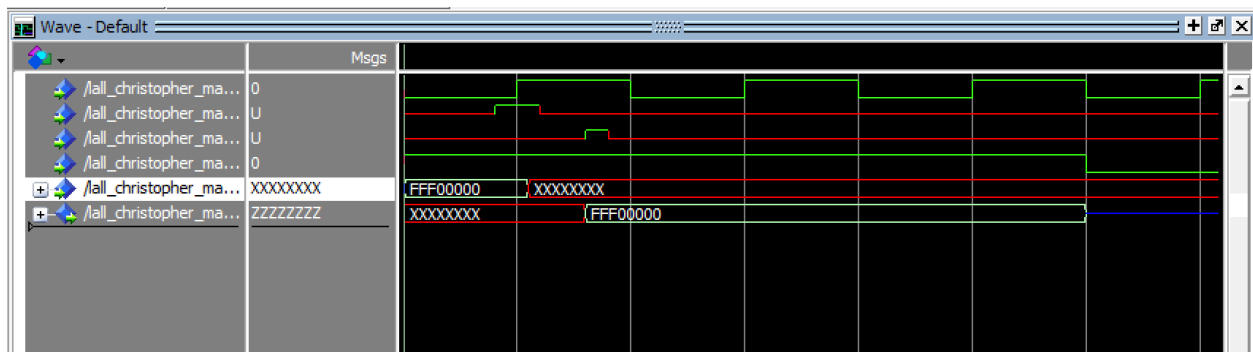 Wave - Default
Msgs
/lall_christopher_ma... 0
/lall_christopher_ma... U
/lall_christopher_ma... U
/lall_christopher_ma... 0
/lall_christopher_ma... XXXXXXXX FFF00000 XXXXXXXX
/lall_christopher_ma... ZZZZZZZZ XXXXXXXX FFF00000